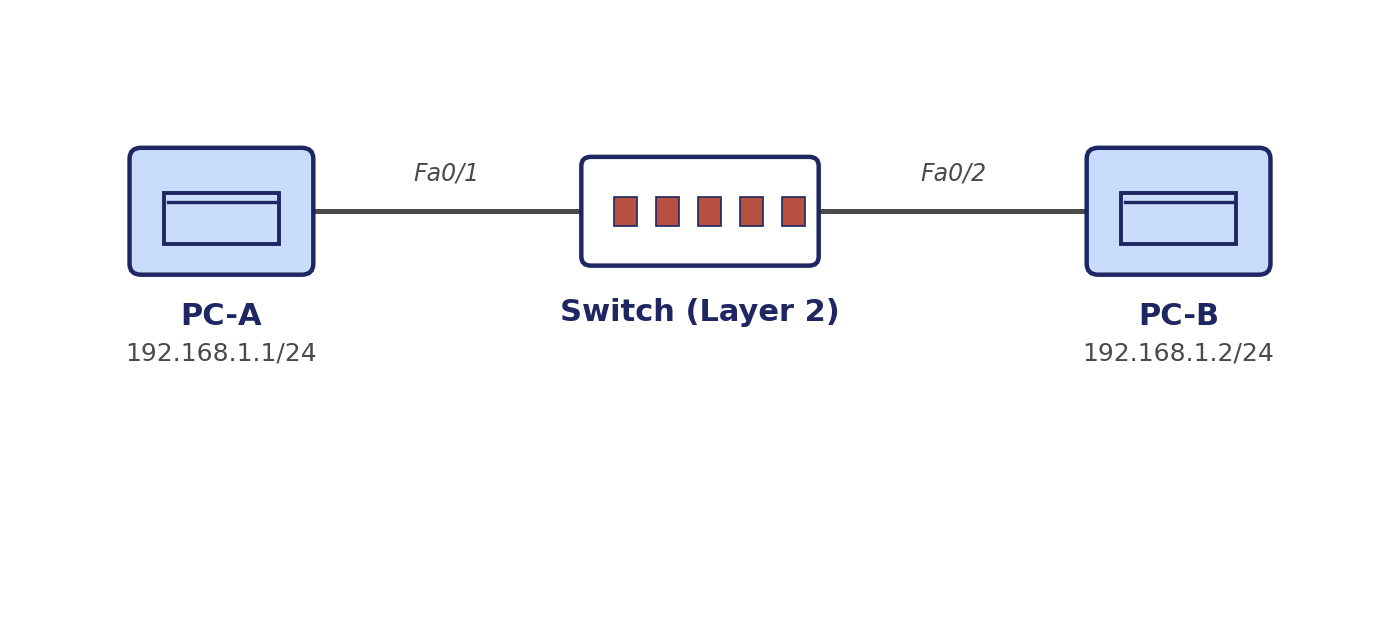 Fa0/1
Fa0/2
PC-A
Switch (Layer 2)
PC-B
192.168.1.1/24
192.168.1.2/24